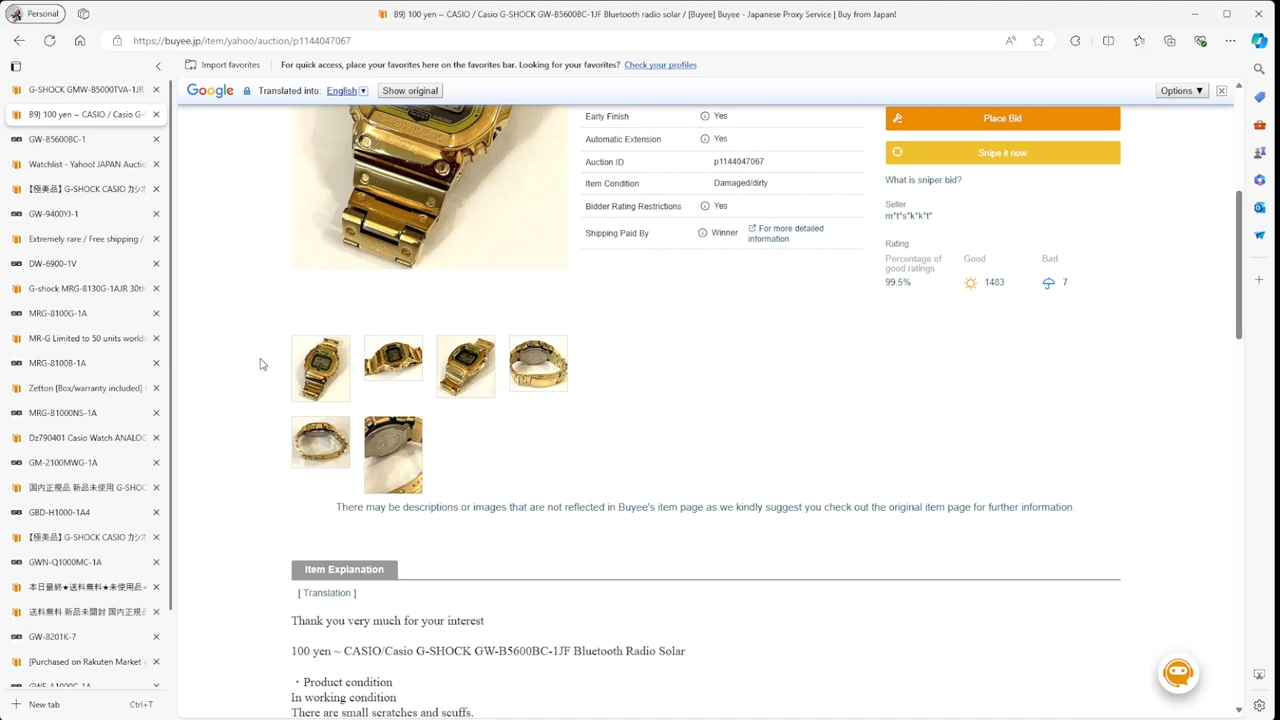 Personal
B9) 100 yen ~ CASIO / Casio G-SHOCK GW-B5600BC-1JF Bluetooth radio solar / [Buyee] Buyee - Japanese Proxy Service | Buy from Japan!
https://buyee.jp/item/yahoo/auction/p1144047067
Import favorites
For quick access, place your favorites here on the favorites bar. Looking for your favorites? Check your profiles
G-SHOCK GMW-B5000TVA-1JR
B9) 100 yen ~ CASIO / Casio G-S
GW-B5600BC-1
Watchlist - Yahoo! JAPAN Auctio
【極美品】G-SHOCK CASIO カシオ
GW-9400YJ-1
Extremely rare / Free shipping /
DW-6900-1V
G-shock MRG-8130G-1AJR 30th
MRG-8100G-1A
MR-G Limited to 50 units world
MRG-8100B-1A
Zetton [Box/warranty included]
MRG-B1000NS-1A
Dz790401 Casio Watch ANALOG
GM-2100MWG-1A
国内正規品 新品未使用 G-SHOC
GBD-H1000-1A4
【極美品】G-SHOCK CASIO カシオ
GWN-Q1000MC-1A
本日最終★送料無料★未使用品★
送料無料 新品未開封 国内正規品
GW-8201K-7
[Purchased on Rakuten Market
GWF-A1000C-1A
New tab
Ctrl+T
Google
Translated into: English
Show original
Options ▼
Early Finish
Yes
Automatic Extension
Yes
Auction ID
p1144047067
Item Condition
Damaged/dirty
Bidder Rating Restrictions
Yes
Shipping Paid By
Winner
For more detailed
information
Place Bid
Snipe it now
What is sniper bid?
Seller
m*t*s*k*k*t*
Rating
Percentage of
good ratings
Good
Bad
99.5%
1483
7
There may be descriptions or images that are not reflected in Buyee's item page as we kindly suggest you check out the original item page for further information.
Item Explanation
[ Translation ]
Thank you very much for your interest
100 yen ~ CASIO/Casio G-SHOCK GW-B5600BC-1JF Bluetooth Radio Solar
・Product condition
In working condition
There are small scratches and scuffs.